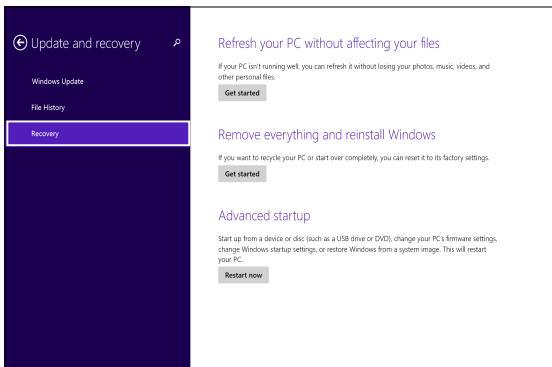 Update and recovery
Windows Update
File History
Recovery
Refresh your PC without affecting your files
If your PC isn't running well, you can refresh it without losing your photos, music, videos, and
other personal files.
Get started
Remove everything and reinstall Windows
If you want to recycle your PC or start over completely, you can reset it to its factory settings.
Get started
Advanced startup
Start up from a device or disc (such as a USB drive or DVD), change your PC's firmware settings,
change Windows startup settings, or restore Windows from a system image. This will restart
your PC.
Restart now